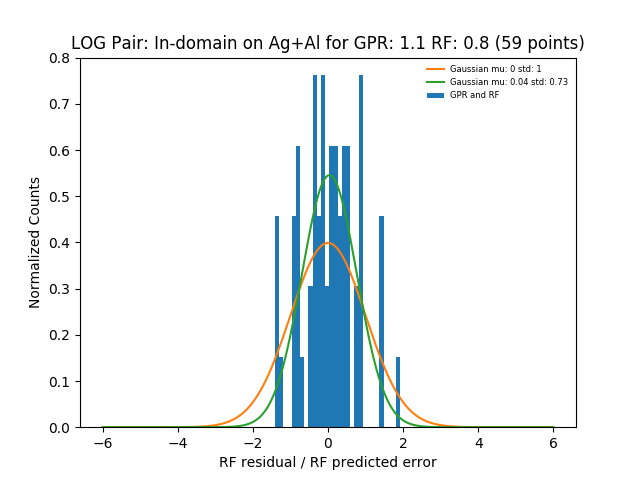 LOG Pair: In-domain on Ag+Al for GPR: 1.1 RF: 0.8 (59 points)
Gaussian mu: 0 std: 1
Gaussian mu: 0.04 std: 0.73
GPR and RF
Normalized Counts
0.8
0.7
0.6
0.5
0.4
0.3
0.2
0.1
0.0
−6 −4 −2 0 2 4 6
RF residual / RF predicted error